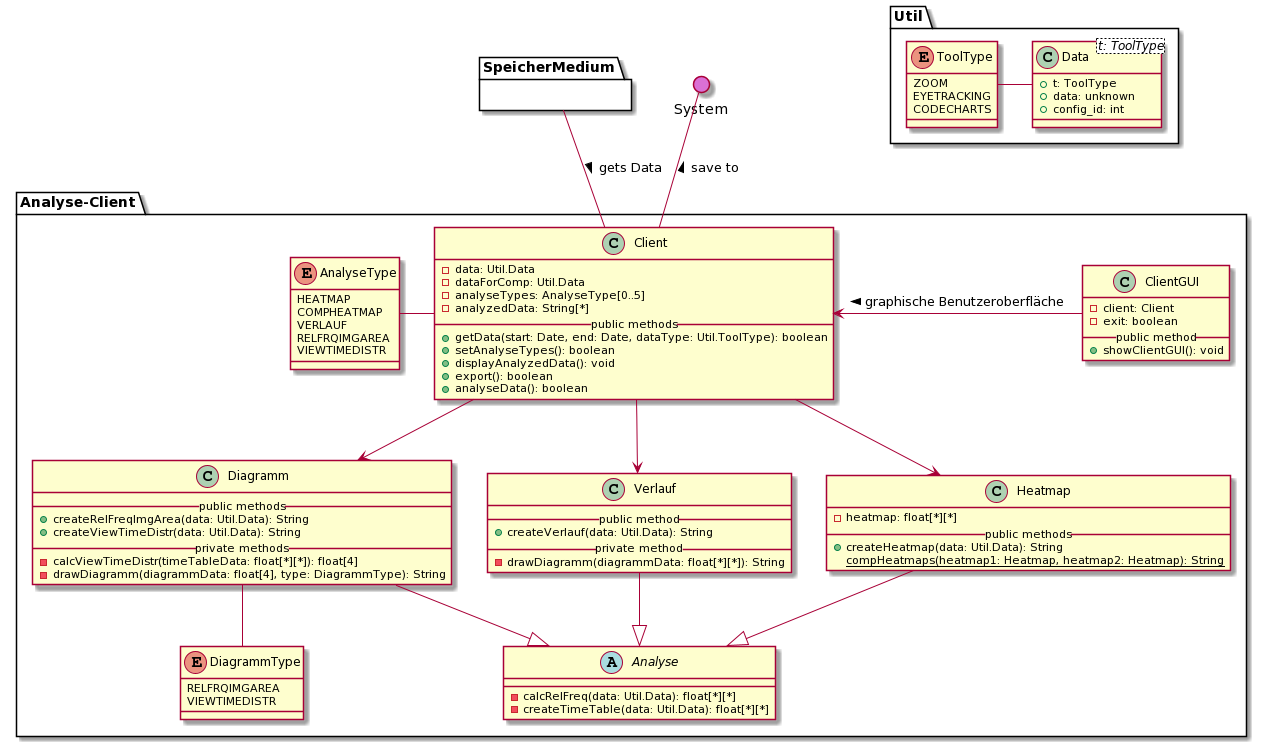 Util
E ToolType
ZOOM
EYETRACKING
CODECHARTS
C Data
t: ToolType
t: ToolType
data: unknown
config_id: int
SpeicherMedium
System
gets Data
save to
Analyse-Client
E AnalyseType
HEATMAP
COMPHEATMAP
VERLAUF
RELFRQIMGAREA
VIEWTIMEDISTR
C Client
data: Util.Data
dataForComp: Util.Data
analyseTypes: AnalyseType[0..5]
analyzedData: String[*]
public methods
getData(start: Date, end: Date, dataType: Util.ToolType): boolean
setAnalyseTypes(): boolean
displayAnalyzedData(): void
export(): boolean
analyseData(): boolean
graphische Benutzeroberfläche
C ClientGUI
client: Client
exit: boolean
public method
showClientGUI(): void
C Diagramm
public methods
createRelFreqImgArea(data: Util.Data): String
createViewTimeDistr(data: Util.Data): String
private methods
calcViewTimeDistr(timeTableData: float[*][*]): float[4]
drawDiagramm(diagrammData: float[4], type: DiagrammType): String
C Verlauf
public method
createVerlauf(data: Util.Data): String
private method
drawDiagramm(diagrammData: float[*][*]): String
C Heatmap
heatmap: float[*][*]
public methods
createHeatmap(data: Util.Data): String
compHeatmaps(heatmap1: Heatmap, heatmap2: Heatmap): String
E DiagrammType
RELFRQIMGAREA
VIEWTIMEDISTR
A Analyse
calcRelFreq(data: Util.Data): float[*][*]
createTimeTable(data: Util.Data): float[*][*]